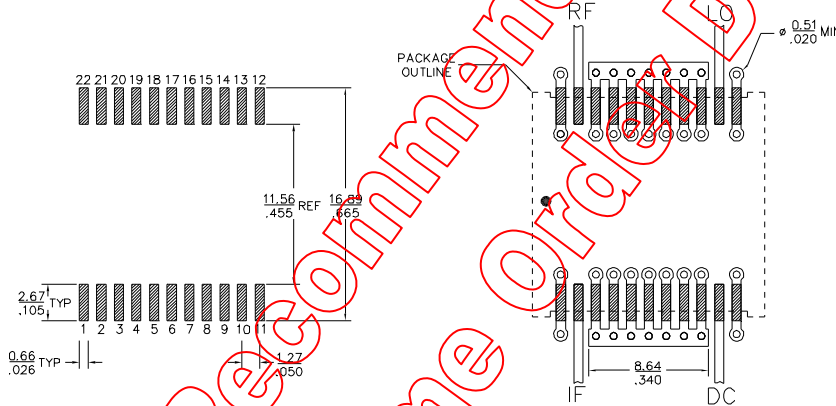 RF
LO
0.51
ø MIN
.020
PACKAGE
OUTLINE
22 21 20 19 18 17 16 15 14 13 12
11.56
REF
.455
16.89
.665
2.67
TYP
.105
1 2 3 4 5 6 7 8 9 10 11
0.66
TYP
.026
1.27
.050
8.64
.340
IF
DC
Recommen
me Order